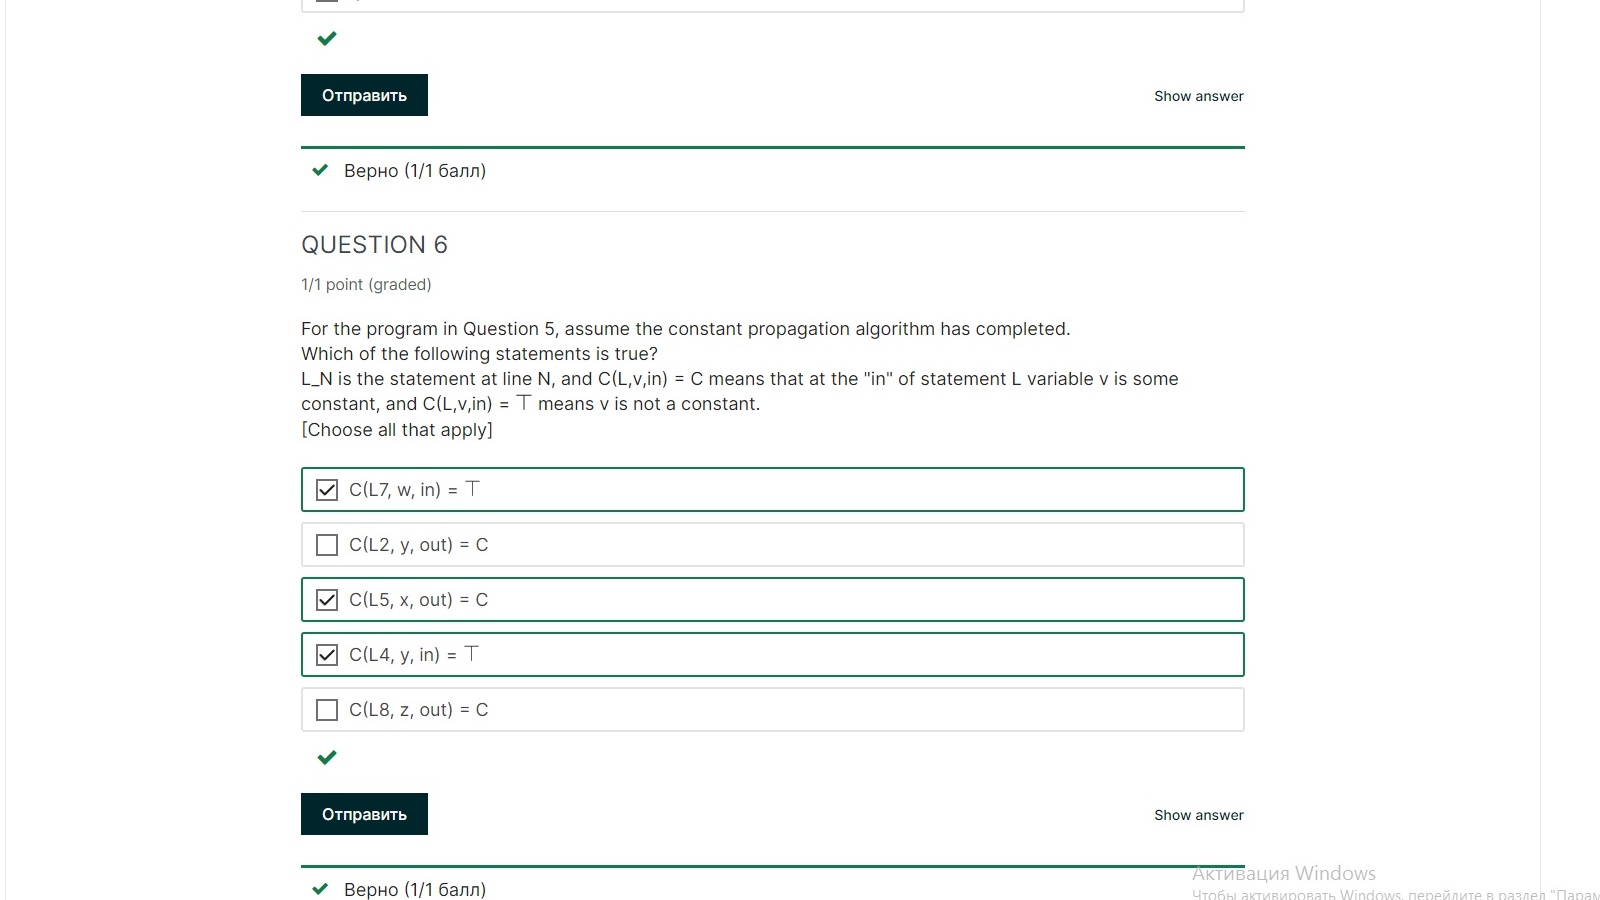 Отправить
Show answer
Верно (1/1 балл)
QUESTION 6
1/1 point (graded)
For the program in Question 5, assume the constant propagation algorithm has completed.
Which of the following statements is true?
L_N is the statement at line N, and C(L,v,in) = C means that at the "in" of statement L variable v is some
constant, and C(L,v,in) = ⊤ means v is not a constant.
[Choose all that apply]
C(L7, w, in) = ⊤
C(L2, y, out) = C
C(L5, x, out) = C
C(L4, y, in) = ⊤
C(L8, z, out) = C
Отправить
Show answer
Верно (1/1 балл)
Активация Windows
Чтобы активировать Windows, перейдите в раздел "Парам